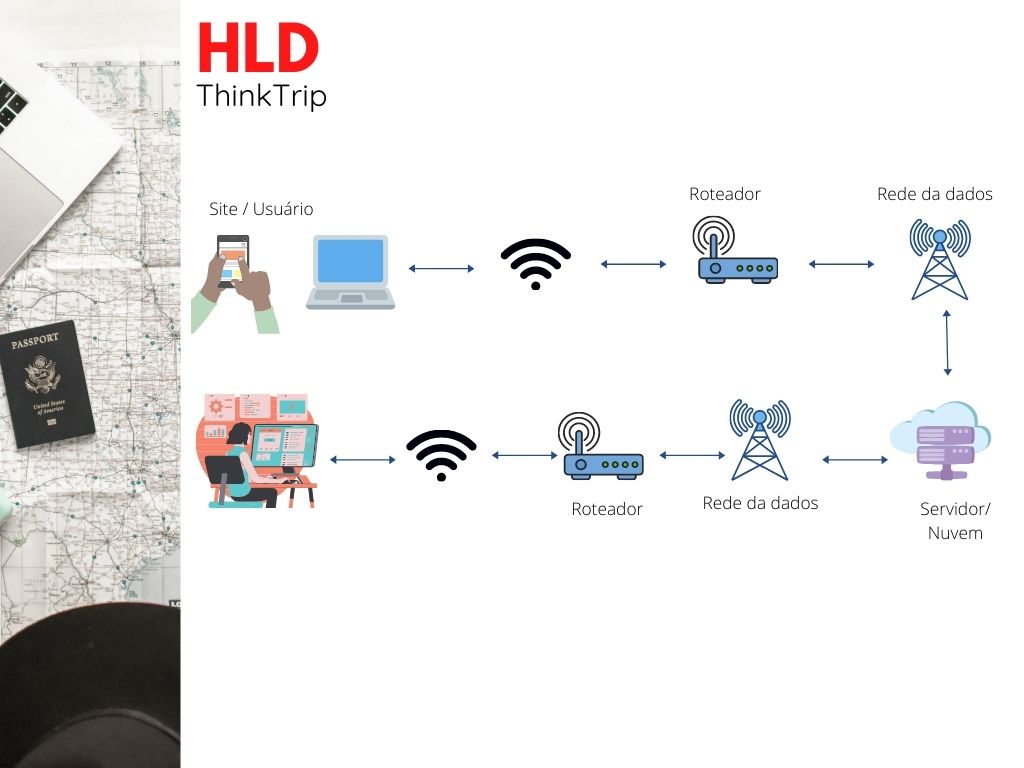 HLD
ThinkTrip
Site / Usuário
Roteador
Rede da dados
Roteador
Rede da dados
Servidor/
Nuvem
PASSPORT
United States
of America